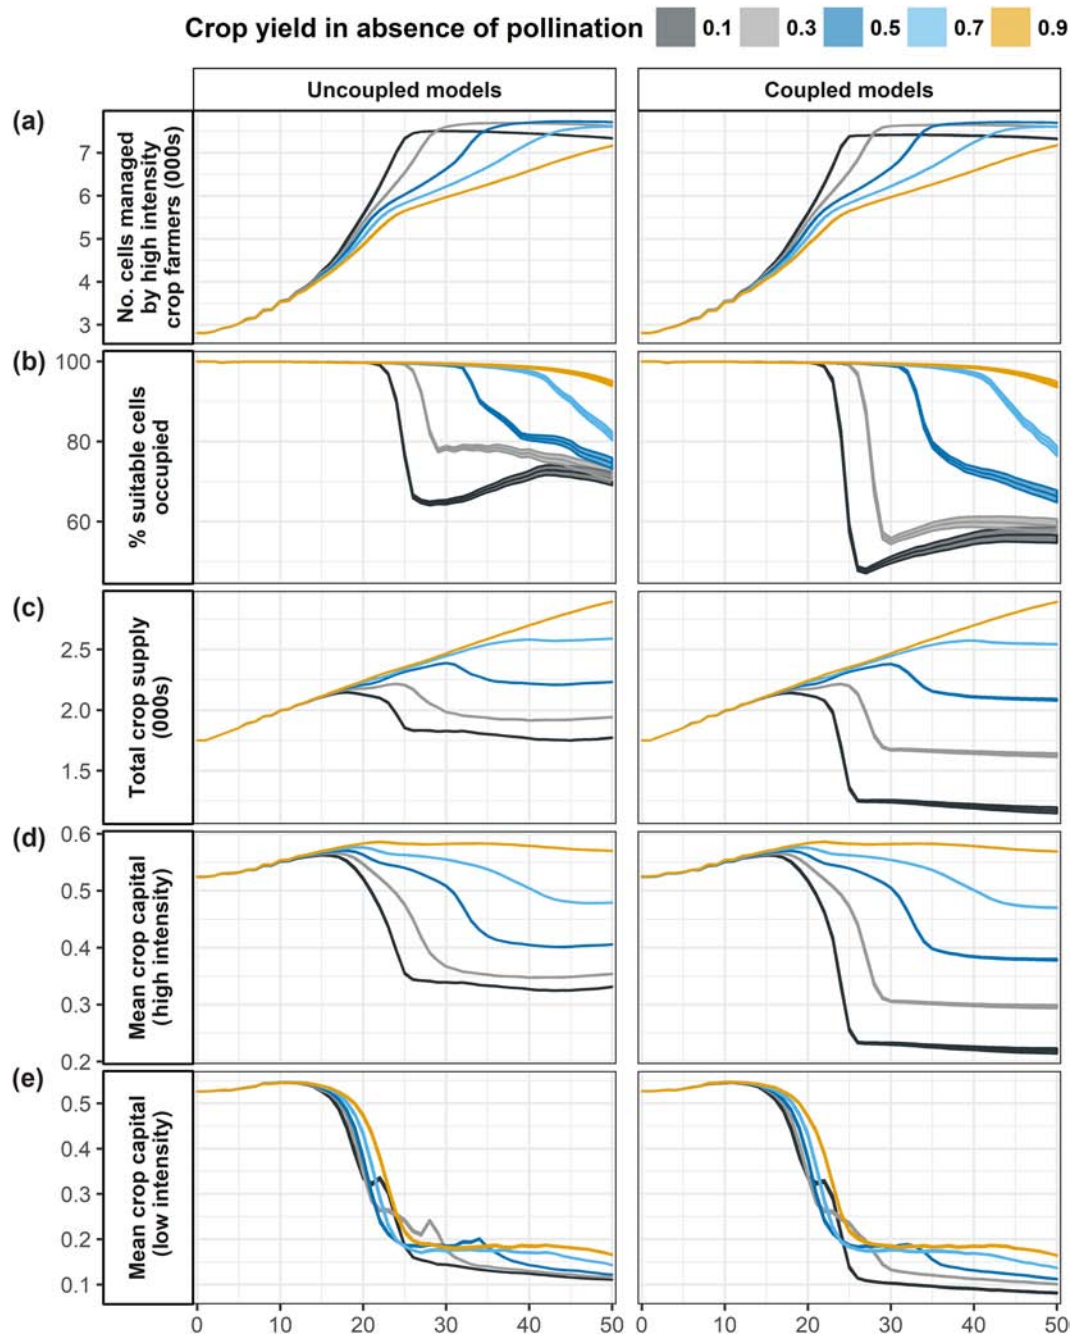 Crop yield in absence of pollination 0.1 0.3 0.5 0.7 0.9
Uncoupled models
Coupled models
(a)
No. cells managed
by high intensity
crop farmers (000s)
7
6
5
4
3
(b)
% suitable cells
occupied
100
80
60
(c)
Total crop supply
(000s)
2.5
2.0
1.5
(d)
Mean crop capital
(high intensity)
0.6
0.5
0.4
0.3
0.2
(e)
Mean crop capital
(low intensity)
0.5
0.4
0.3
0.2
0.1
0 10 20 30 40 50
0 10 20 30 40 50